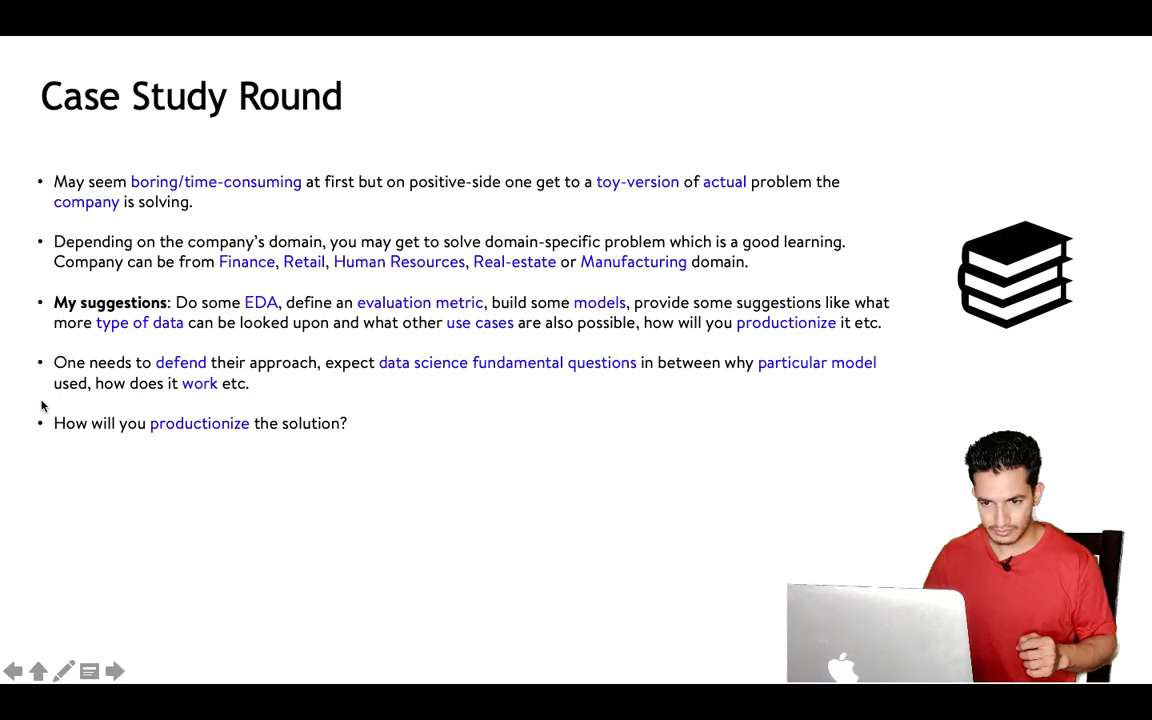 Case Study Round
• May seem boring/time-consuming at first but on positive-side one get to a toy-version of actual problem the
company is solving.
• Depending on the company's domain, you may get to solve domain-specific problem which is a good learning.
Company can be from Finance, Retail, Human Resources, Real-estate or Manufacturing domain.
• My suggestions: Do some EDA, define an evaluation metric, build some models, provide some suggestions like what
more type of data can be looked upon and what other use cases are also possible, how will you productionize it etc.
• One needs to defend their approach, expect data science fundamental questions in between why particular model
used, how does it work etc.
• How will you productionize the solution?